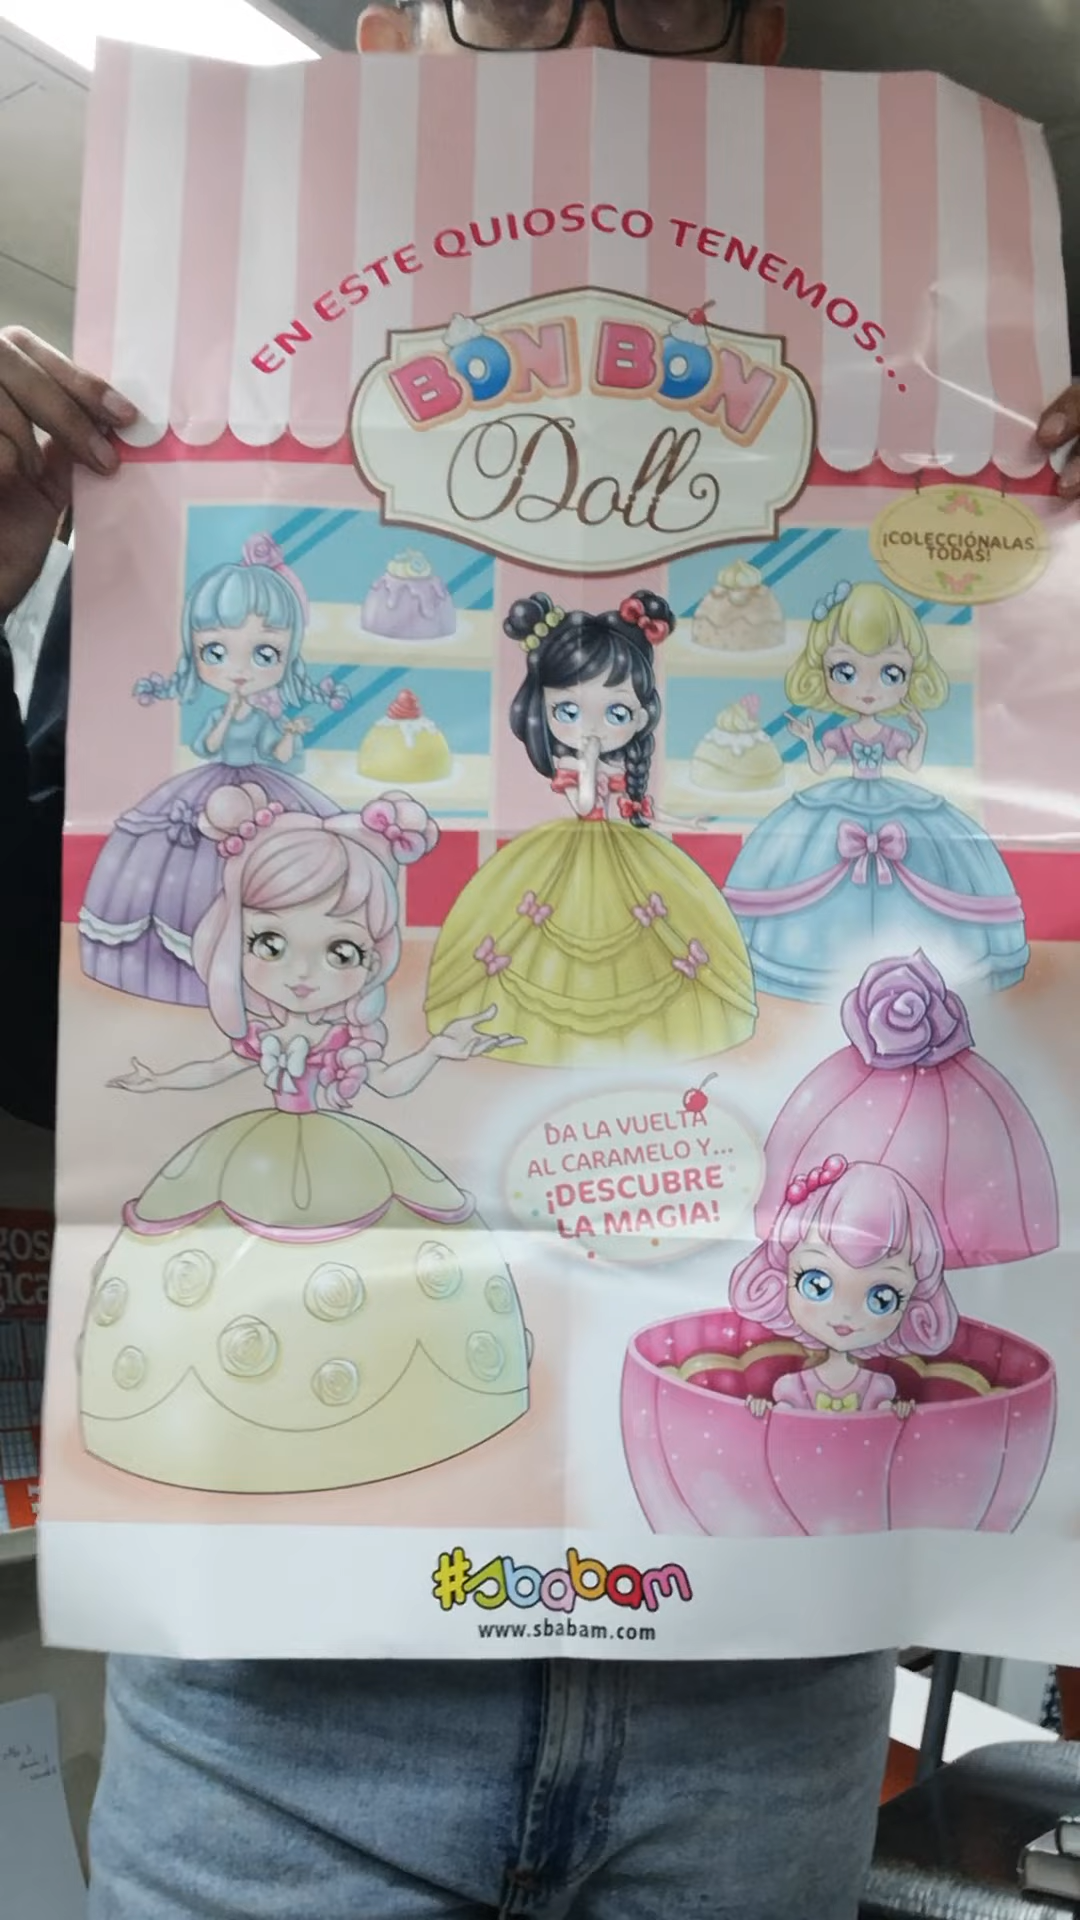 EN ESTE QUIOSCO TENEMOS...
BON BON
Doll
¡COLECCIÓNALAS
TODAS!
DA LA VUELTA
AL CARAMELO Y...
¡DESCUBRE
LA MAGIA!
#sbabam
www.sbabam.com